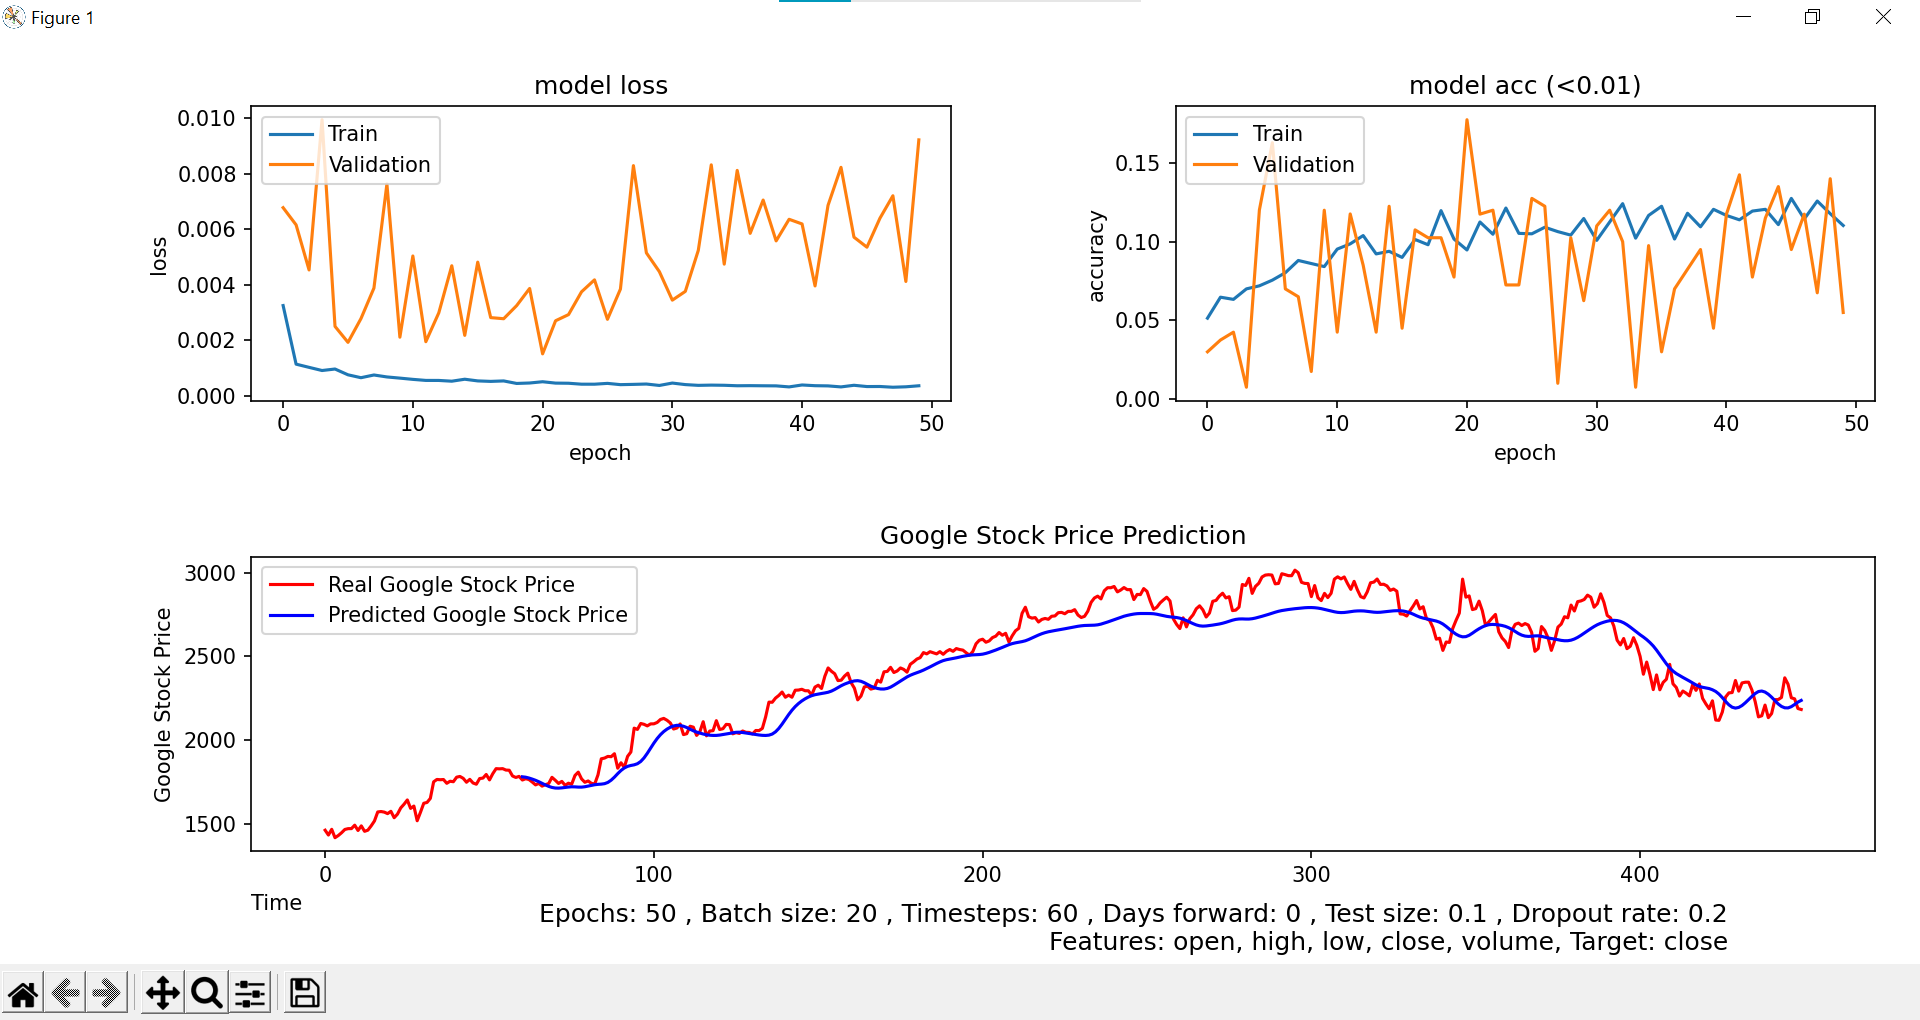 Figure 1
model loss
0.010
0.008
0.006
0.004
0.002
0.000
loss
Train
Validation
0 10 20 30 40 50
epoch
model acc (<0.01)
0.15
0.10
0.05
0.00
accuracy
Train
Validation
0 10 20 30 40 50
epoch
Google Stock Price Prediction
3000
2500
2000
1500
Google Stock Price
Real Google Stock Price
Predicted Google Stock Price
0 100 200 300 400
Time
Epochs: 50 , Batch size: 20 , Timesteps: 60 , Days forward: 0 , Test size: 0.1 , Dropout rate: 0.2
Features: open, high, low, close, volume, Target: close